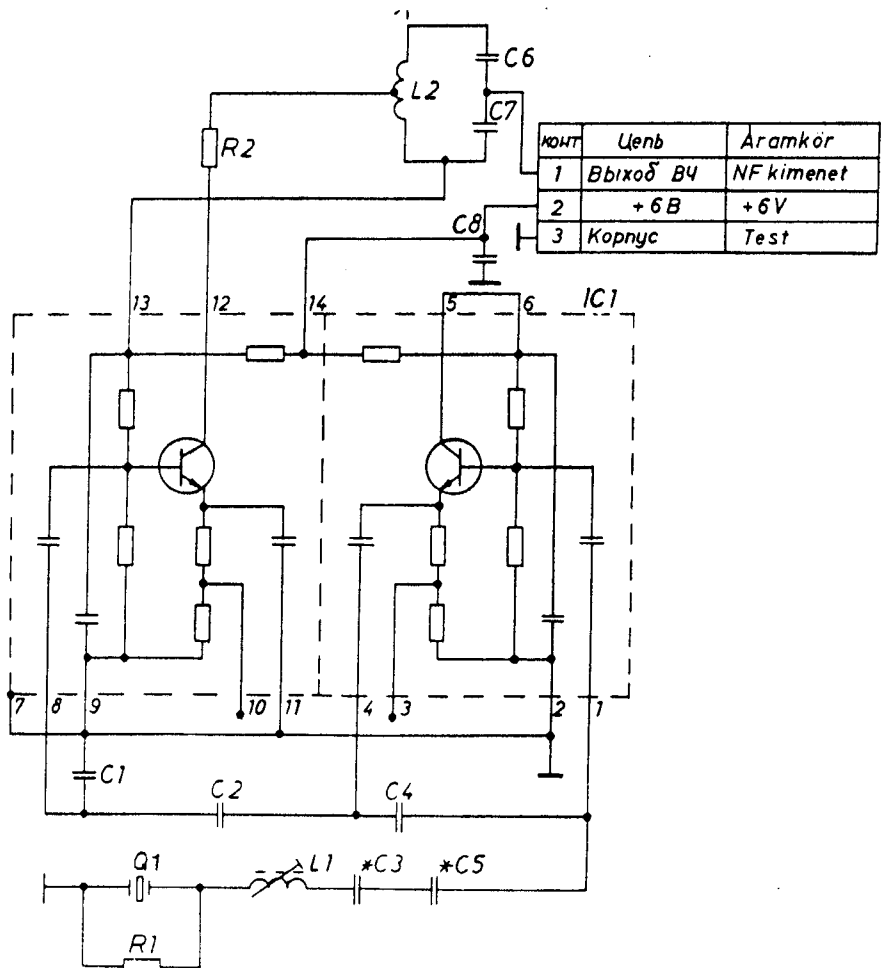 C6
L2
C7
R2
конт Цепь Áramkör
1 Выход ВЧ NF kimenet
2 +6В +6V
3 Корпус Test
C8
13 12 14 5 6 IC1
7 8 9 10 11 4 3 2 1
C1
C2 C4
Q1 L1 *C3 *C5
R1